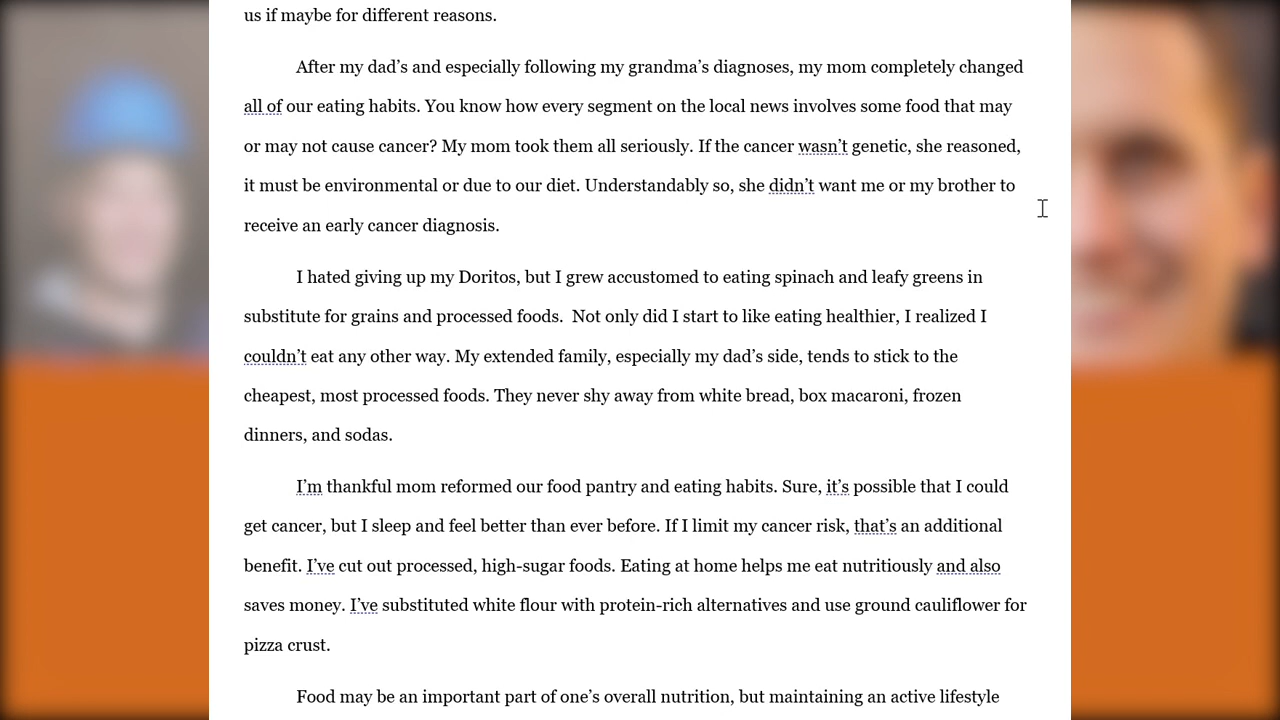 us if maybe for different reasons.
After my dad’s and especially following my grandma’s diagnoses, my mom completely changed
all of our eating habits. You know how every segment on the local news involves some food that may
or may not cause cancer? My mom took them all seriously. If the cancer wasn’t genetic, she reasoned,
it must be environmental or due to our diet. Understandably so, she didn’t want me or my brother to
receive an early cancer diagnosis.
I hated giving up my Doritos, but I grew accustomed to eating spinach and leafy greens in
substitute for grains and processed foods.  Not only did I start to like eating healthier, I realized I
couldn’t eat any other way. My extended family, especially my dad’s side, tends to stick to the
cheapest, most processed foods. They never shy away from white bread, box macaroni, frozen
dinners, and sodas.
I’m thankful mom reformed our food pantry and eating habits. Sure, it’s possible that I could
get cancer, but I sleep and feel better than ever before. If I limit my cancer risk, that’s an additional
benefit. I’ve cut out processed, high-sugar foods. Eating at home helps me eat nutritiously and also
saves money. I’ve substituted white flour with protein-rich alternatives and use ground cauliflower for
pizza crust.
Food may be an important part of one’s overall nutrition, but maintaining an active lifestyle